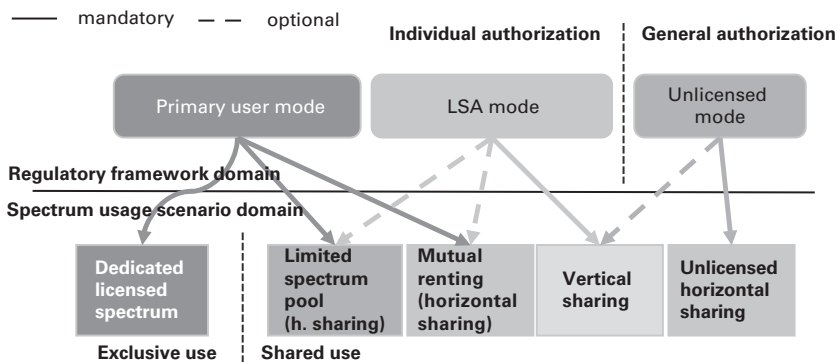 mandatory
optional
Individual authorization
General authorization
Primary user mode
LSA mode
Unlicensed
mode
Regulatory framework domain
Spectrum usage scenario domain
Dedicated
licensed
spectrum
Limited
spectrum
pool
(h. sharing)
Mutual
renting
(horizontal
sharing)
Vertical
sharing
Unlicensed
horizontal
sharing
Exclusive use
Shared use